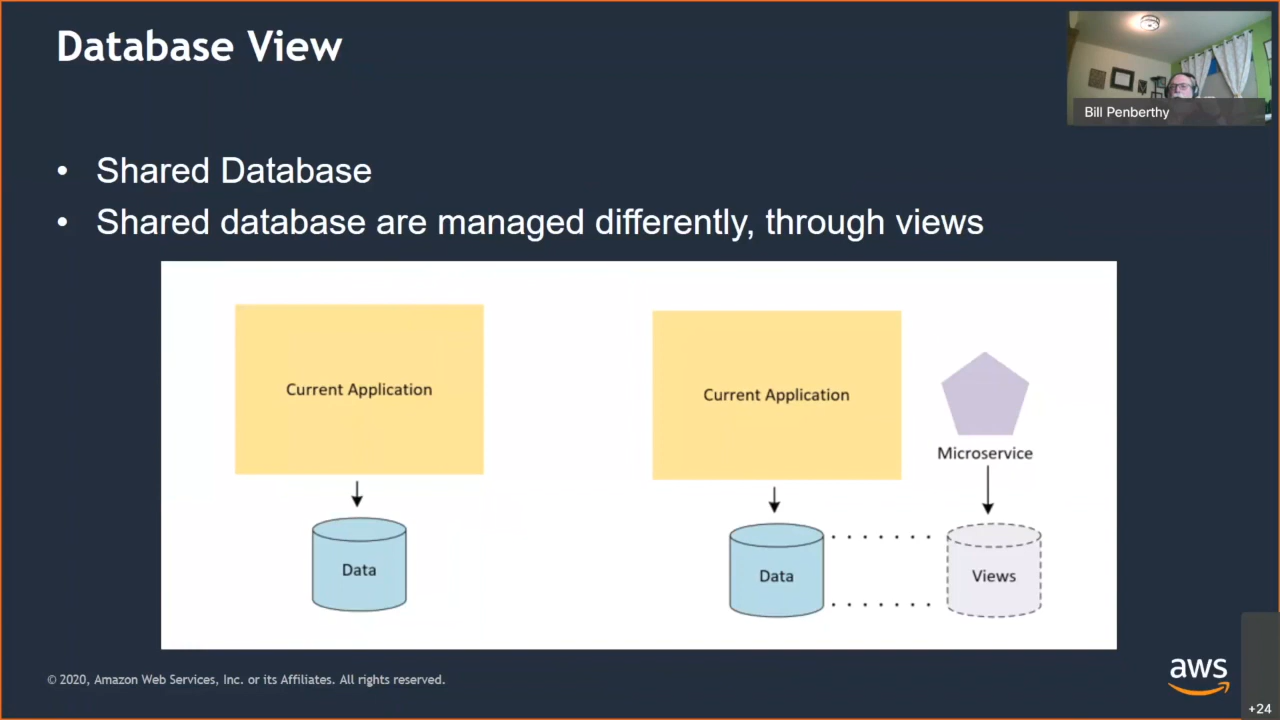 Database View
Bill Penberthy
• Shared Database
• Shared database are managed differently, through views
Current Application
Data
Current Application
Microservice
Data
Views
© 2020, Amazon Web Services, Inc. or its Affiliates. All rights reserved.
aws
+24